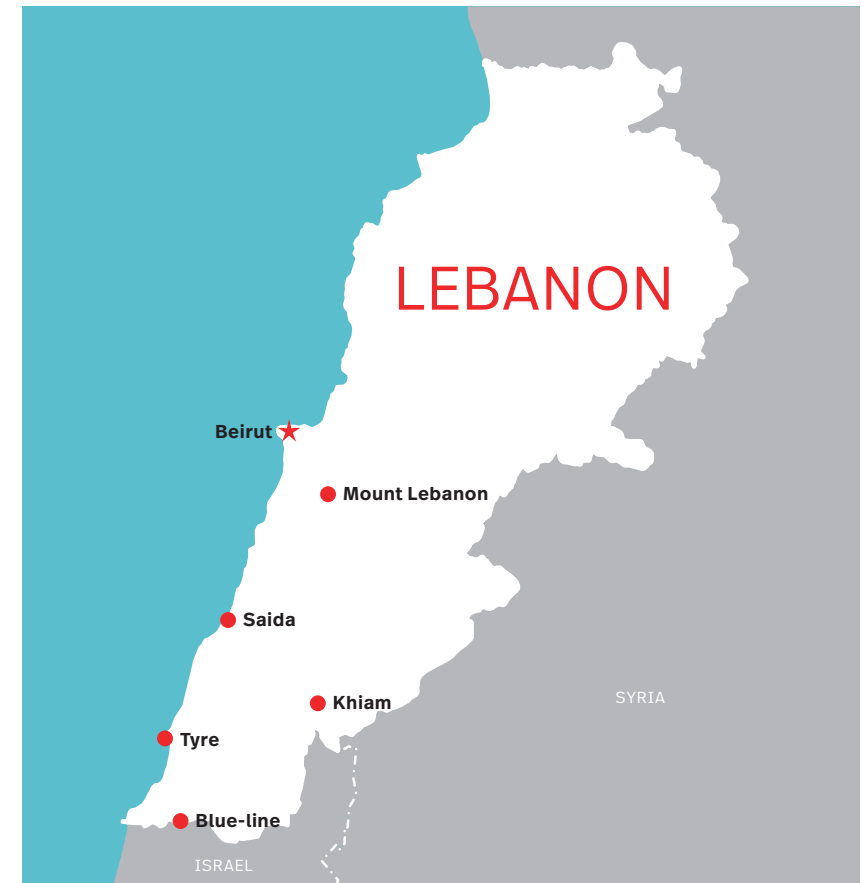 LEBANON
Beirut
Mount Lebanon
Saida
Khiam
SYRIA
Tyre
Blue-line
ISRAEL